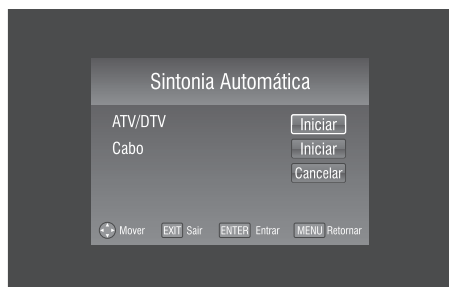 Sintonia Automática
ATV/DTV Iniciar
Cabo Iniciar
Cancelar
Mover EXIT Sair ENTER Entrar MENU Retornar